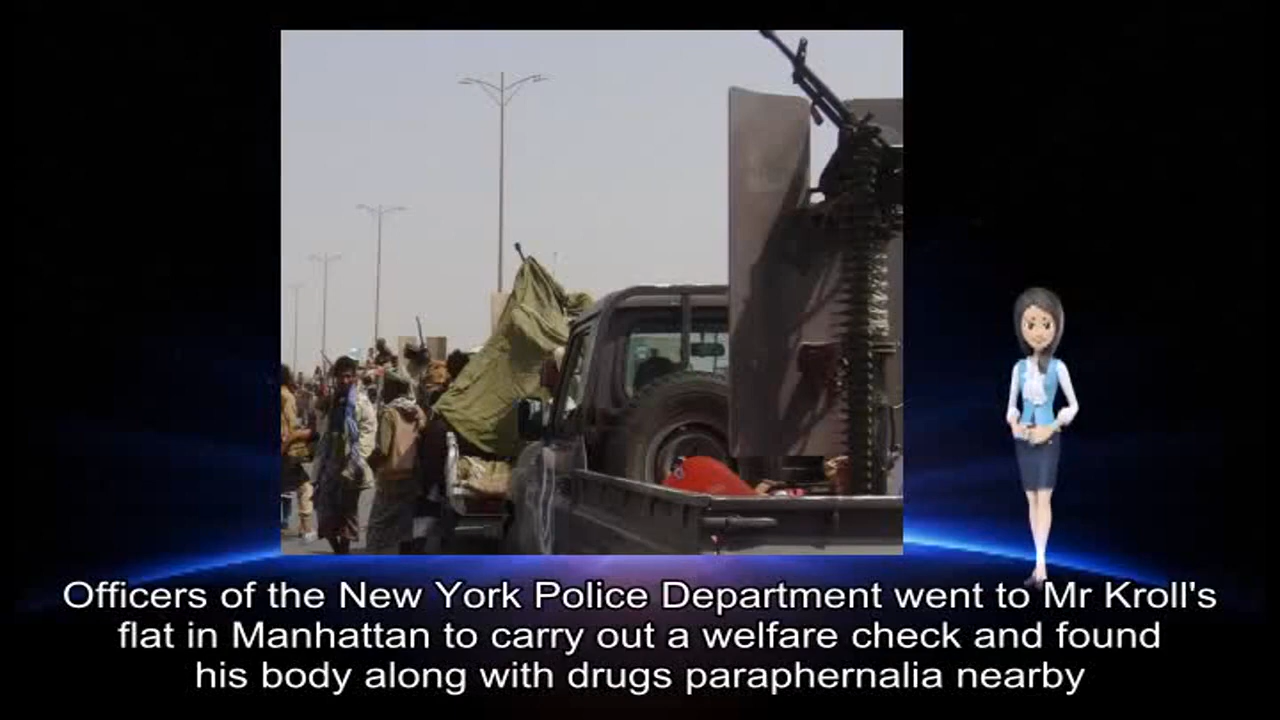 Officers of the New York Police Department went to Mr Kroll's
flat in Manhattan to carry out a welfare check and found
his body along with drugs paraphernalia nearby